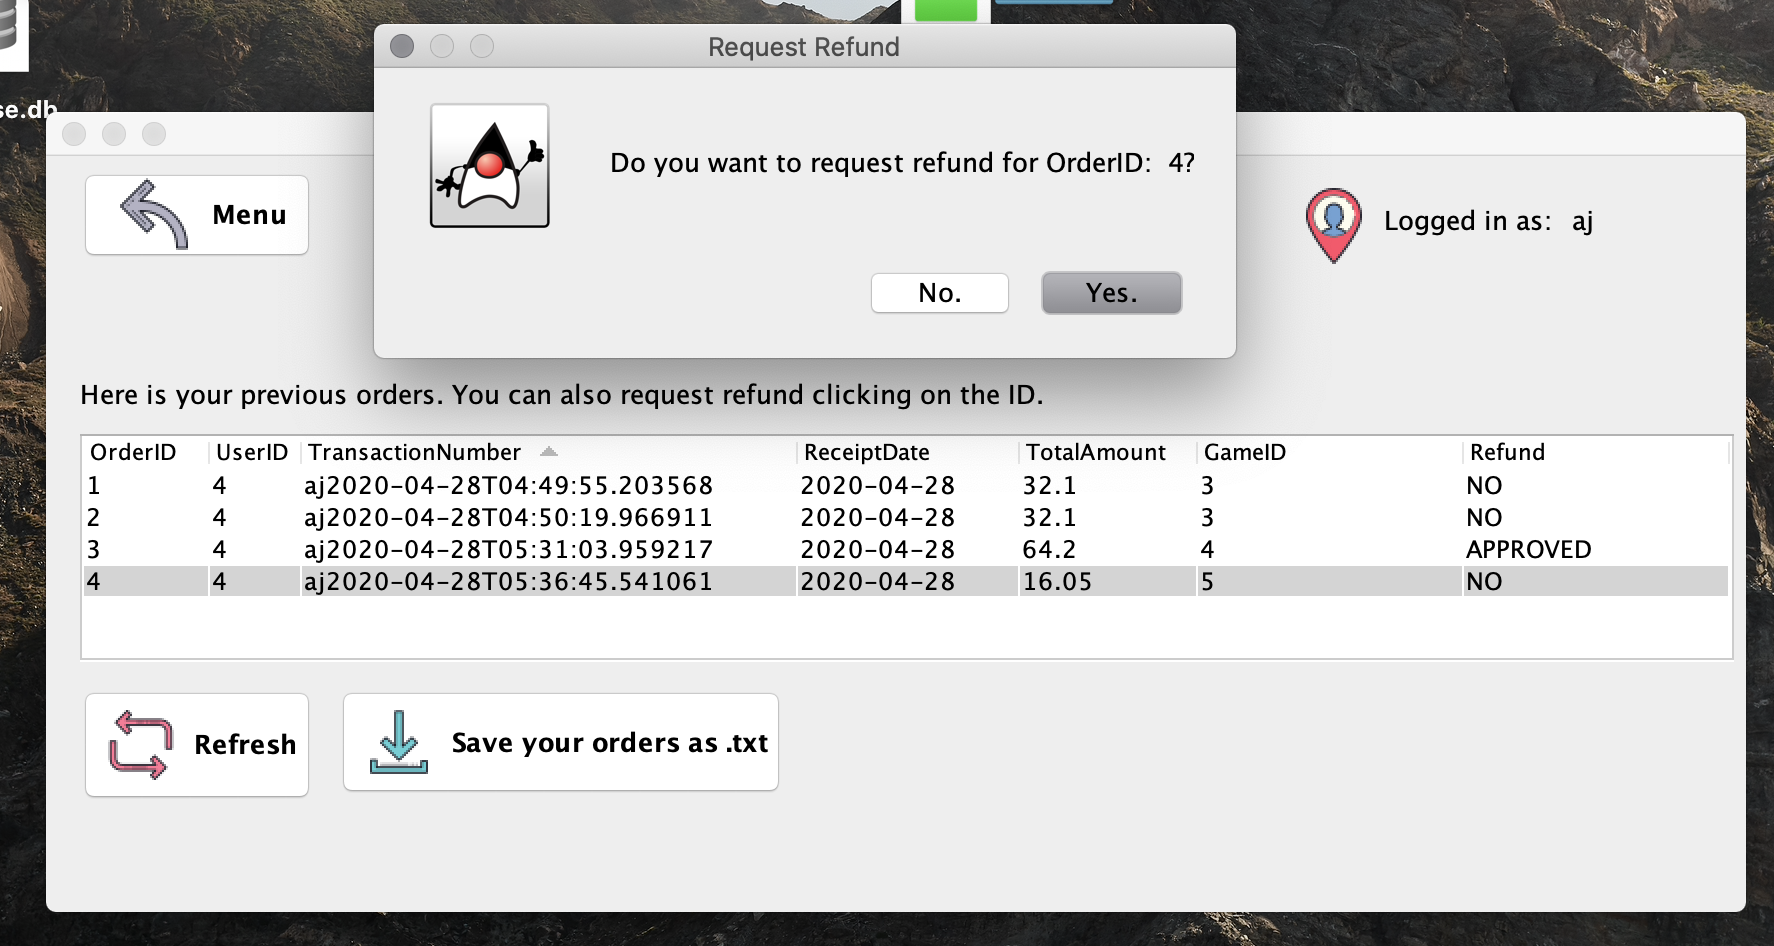 Request Refund
se.db
Do you want to request refund for OrderID: 4?
Menu
Logged in as: aj
No.
Yes.
Here is your previous orders. You can also request refund clicking on the ID.
OrderID UserID TransactionNumber ReceiptDate TotalAmount GameID Refund
1 4 aj2020-04-28T04:49:55.203568 2020-04-28 32.1 3 NO
2 4 aj2020-04-28T04:50:19.966911 2020-04-28 32.1 3 NO
3 4 aj2020-04-28T05:31:03.959217 2020-04-28 64.2 4 APPROVED
4 4 aj2020-04-28T05:36:45.541061 2020-04-28 16.05 5 NO
Refresh
Save your orders as .txt